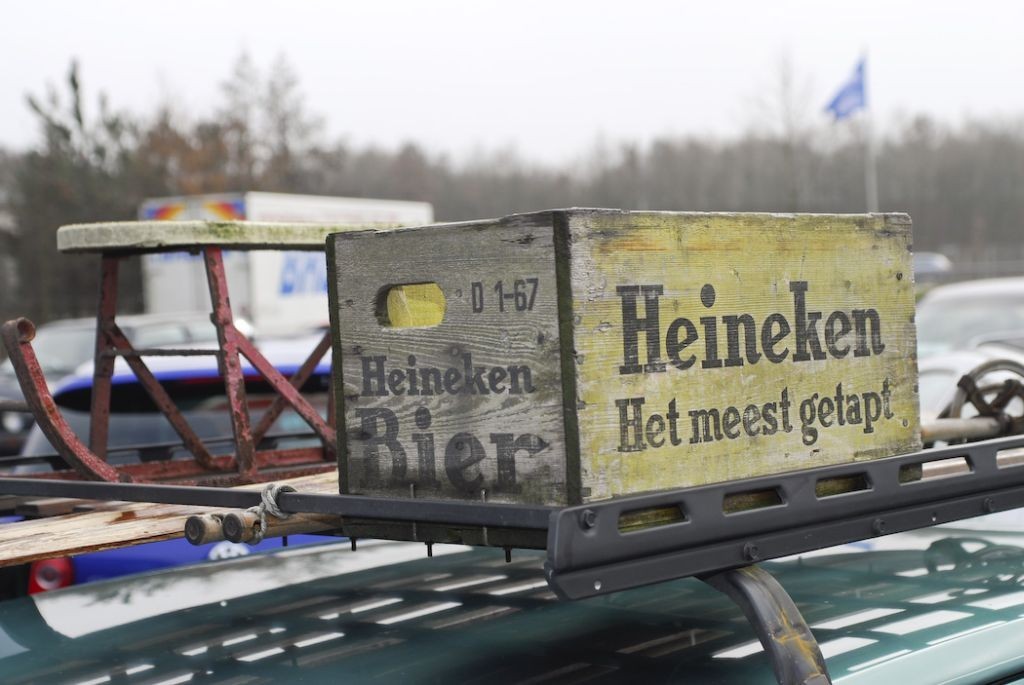 D 1-67
Heineken
Bier
Heineken
Het meest getapt